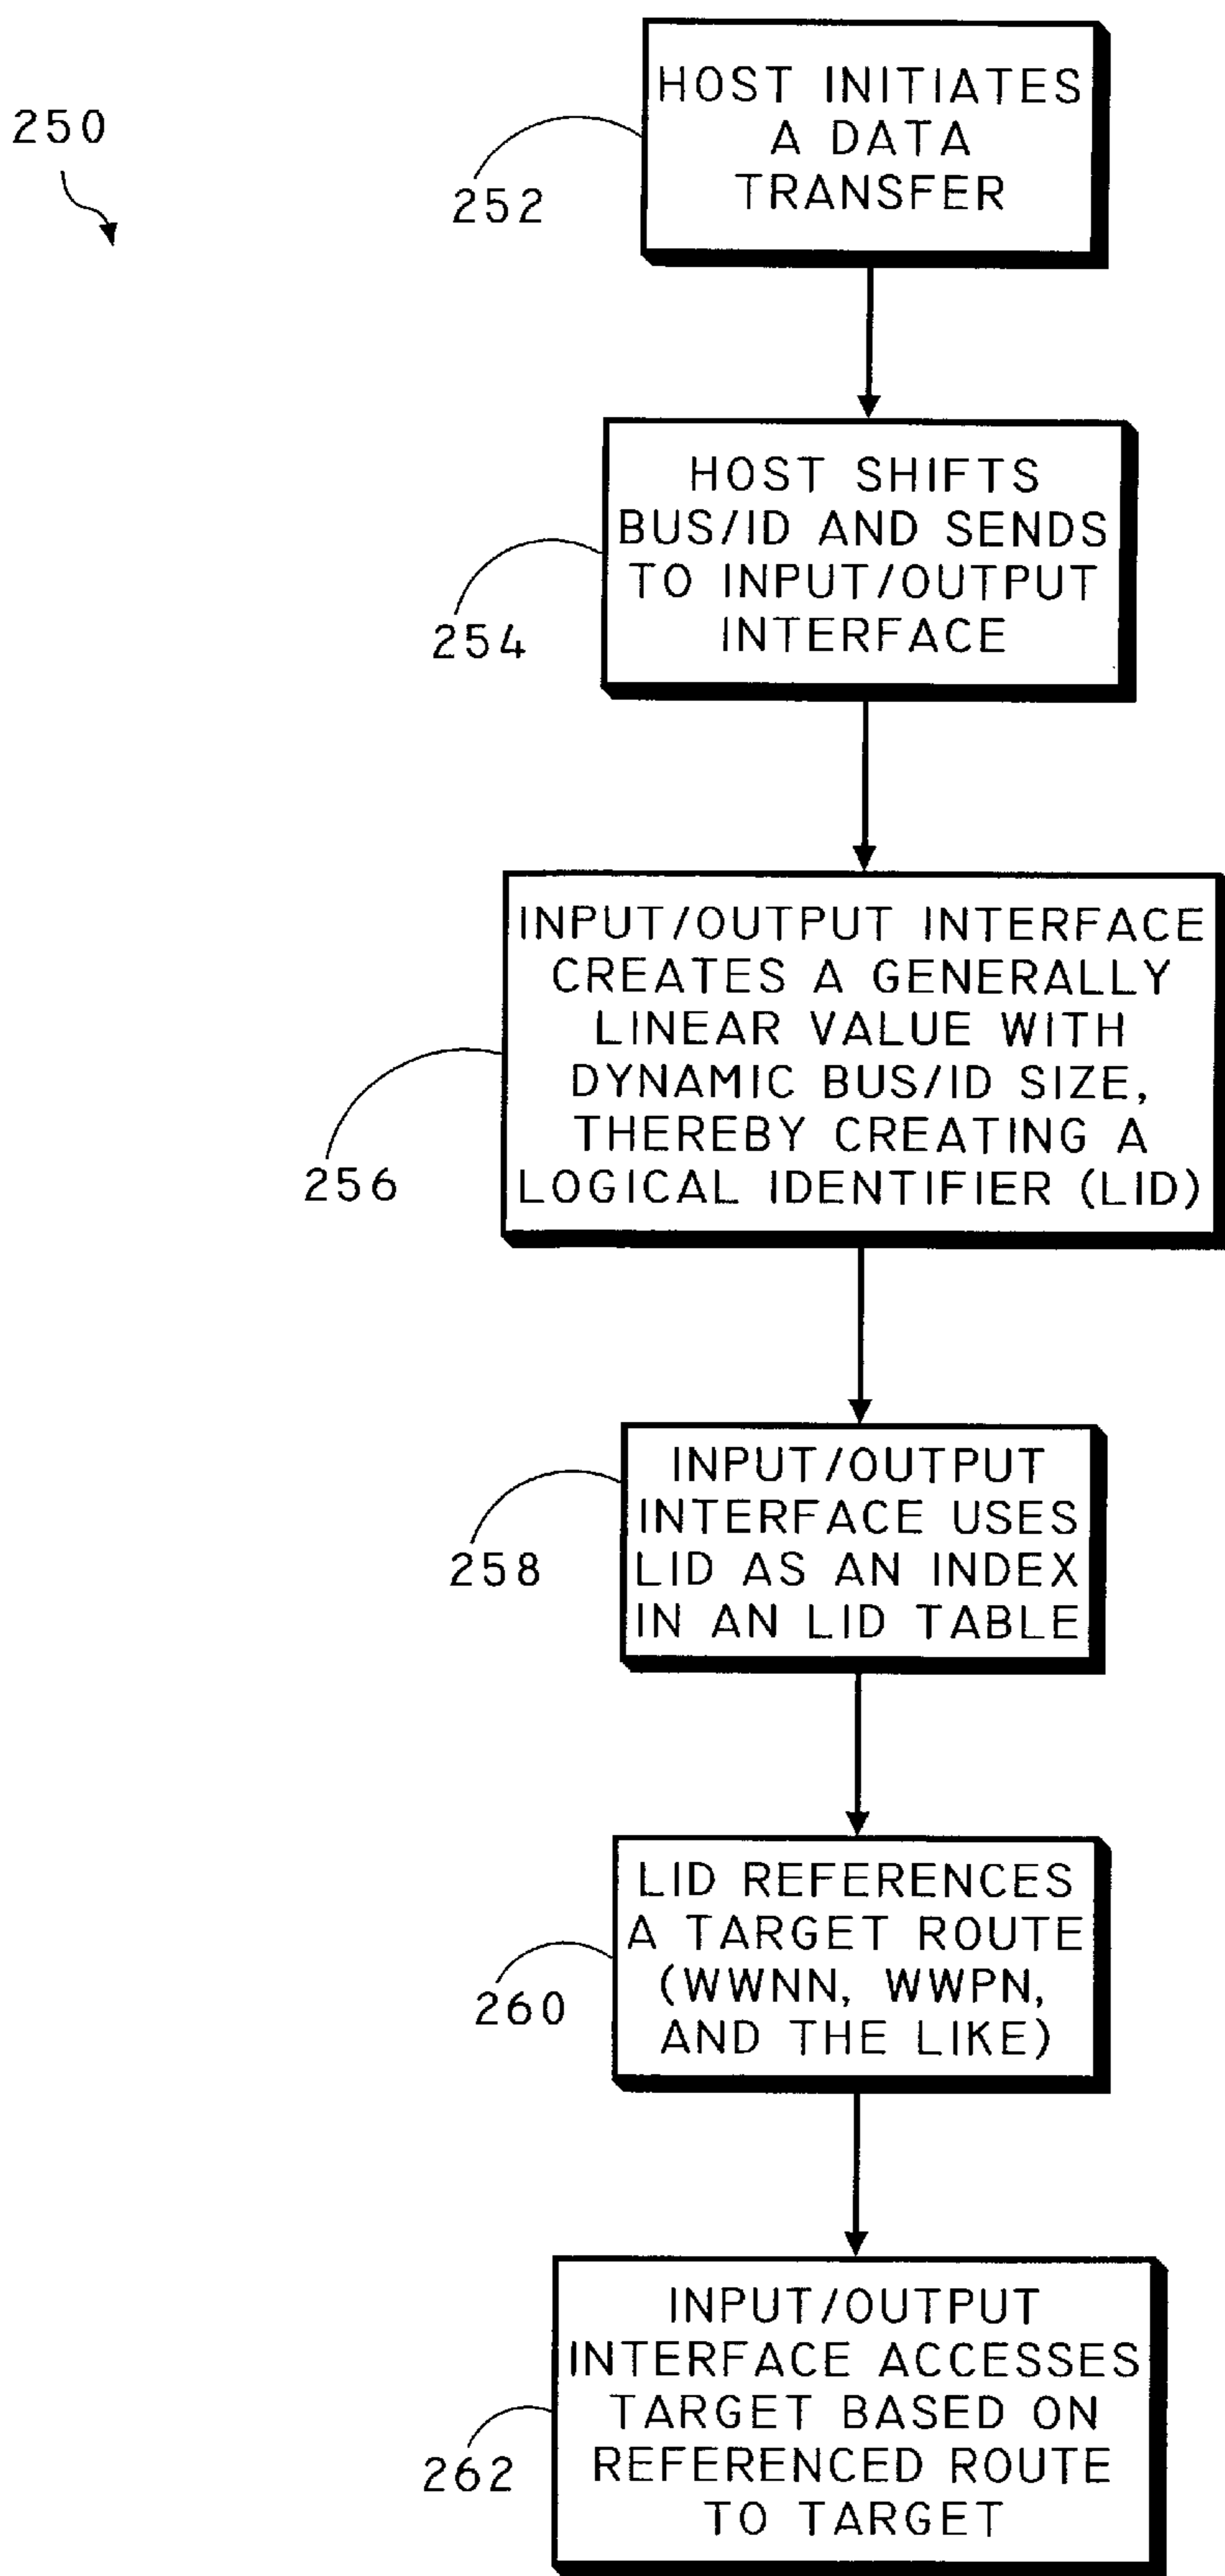 250
HOST INITIATES
A DATA
TRANSFER
252
HOST SHIFTS
BUS/ID AND SENDS
TO INPUT/OUTPUT
INTERFACE
254
INPUT/OUTPUT INTERFACE
CREATES A GENERALLY
LINEAR VALUE WITH
DYNAMIC BUS/ID SIZE,
THEREBY CREATING A
LOGICAL IDENTIFIER (LID)
256
INPUT/OUTPUT
INTERFACE USES
LID AS AN INDEX
IN AN LID TABLE
258
LID REFERENCES
A TARGET ROUTE
(WWNN, WWPN,
AND THE LIKE)
260
INPUT/OUTPUT
INTERFACE ACCESSES
TARGET BASED ON
REFERENCED ROUTE
TO TARGET
262